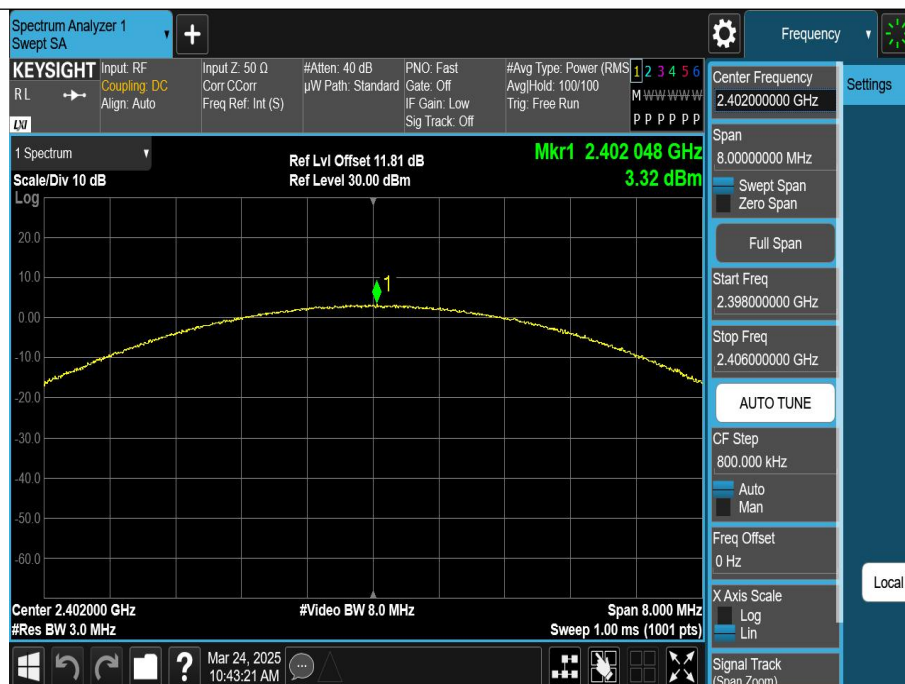 Spectrum Analyzer 1
Swept SA
Frequency
KEYSIGHT
RL
LXI
Input: RF
Coupling: DC
Align: Auto
Input Z: 50 Ω
Corr CCorr
Freq Ref: Int (S)
#Atten: 40 dB
µW Path: Standard
PNO: Fast
Gate: Off
IF Gain: Low
Sig Track: Off
#Avg Type: Power (RMS
Avg|Hold: 100/100
Trig: Free Run
1 2 3 4 5 6
M W W W W W
P P P P P P
1 Spectrum
Scale/Div 10 dB
Log
Ref Lvl Offset 11.81 dB
Ref Level 30.00 dBm
Mkr1 2.402 048 GHz
3.32 dBm
20.0
10.0
0.00
-10.0
-20.0
-30.0
-40.0
-50.0
-60.0
1
Center 2.402000 GHz
#Res BW 3.0 MHz
#Video BW 8.0 MHz
Span 8.000 MHz
Sweep 1.00 ms (1001 pts)
Mar 24, 2025
10:43:21 AM
?
Center Frequency
2.402000000 GHz
Span
8.00000000 MHz
Swept Span
Zero Span
Full Span
Start Freq
2.398000000 GHz
Stop Freq
2.406000000 GHz
AUTO TUNE
CF Step
800.000 kHz
Auto
Man
Freq Offset
0 Hz
X Axis Scale
Log
Lin
Signal Track
(Span Zoom)
Settings
Local